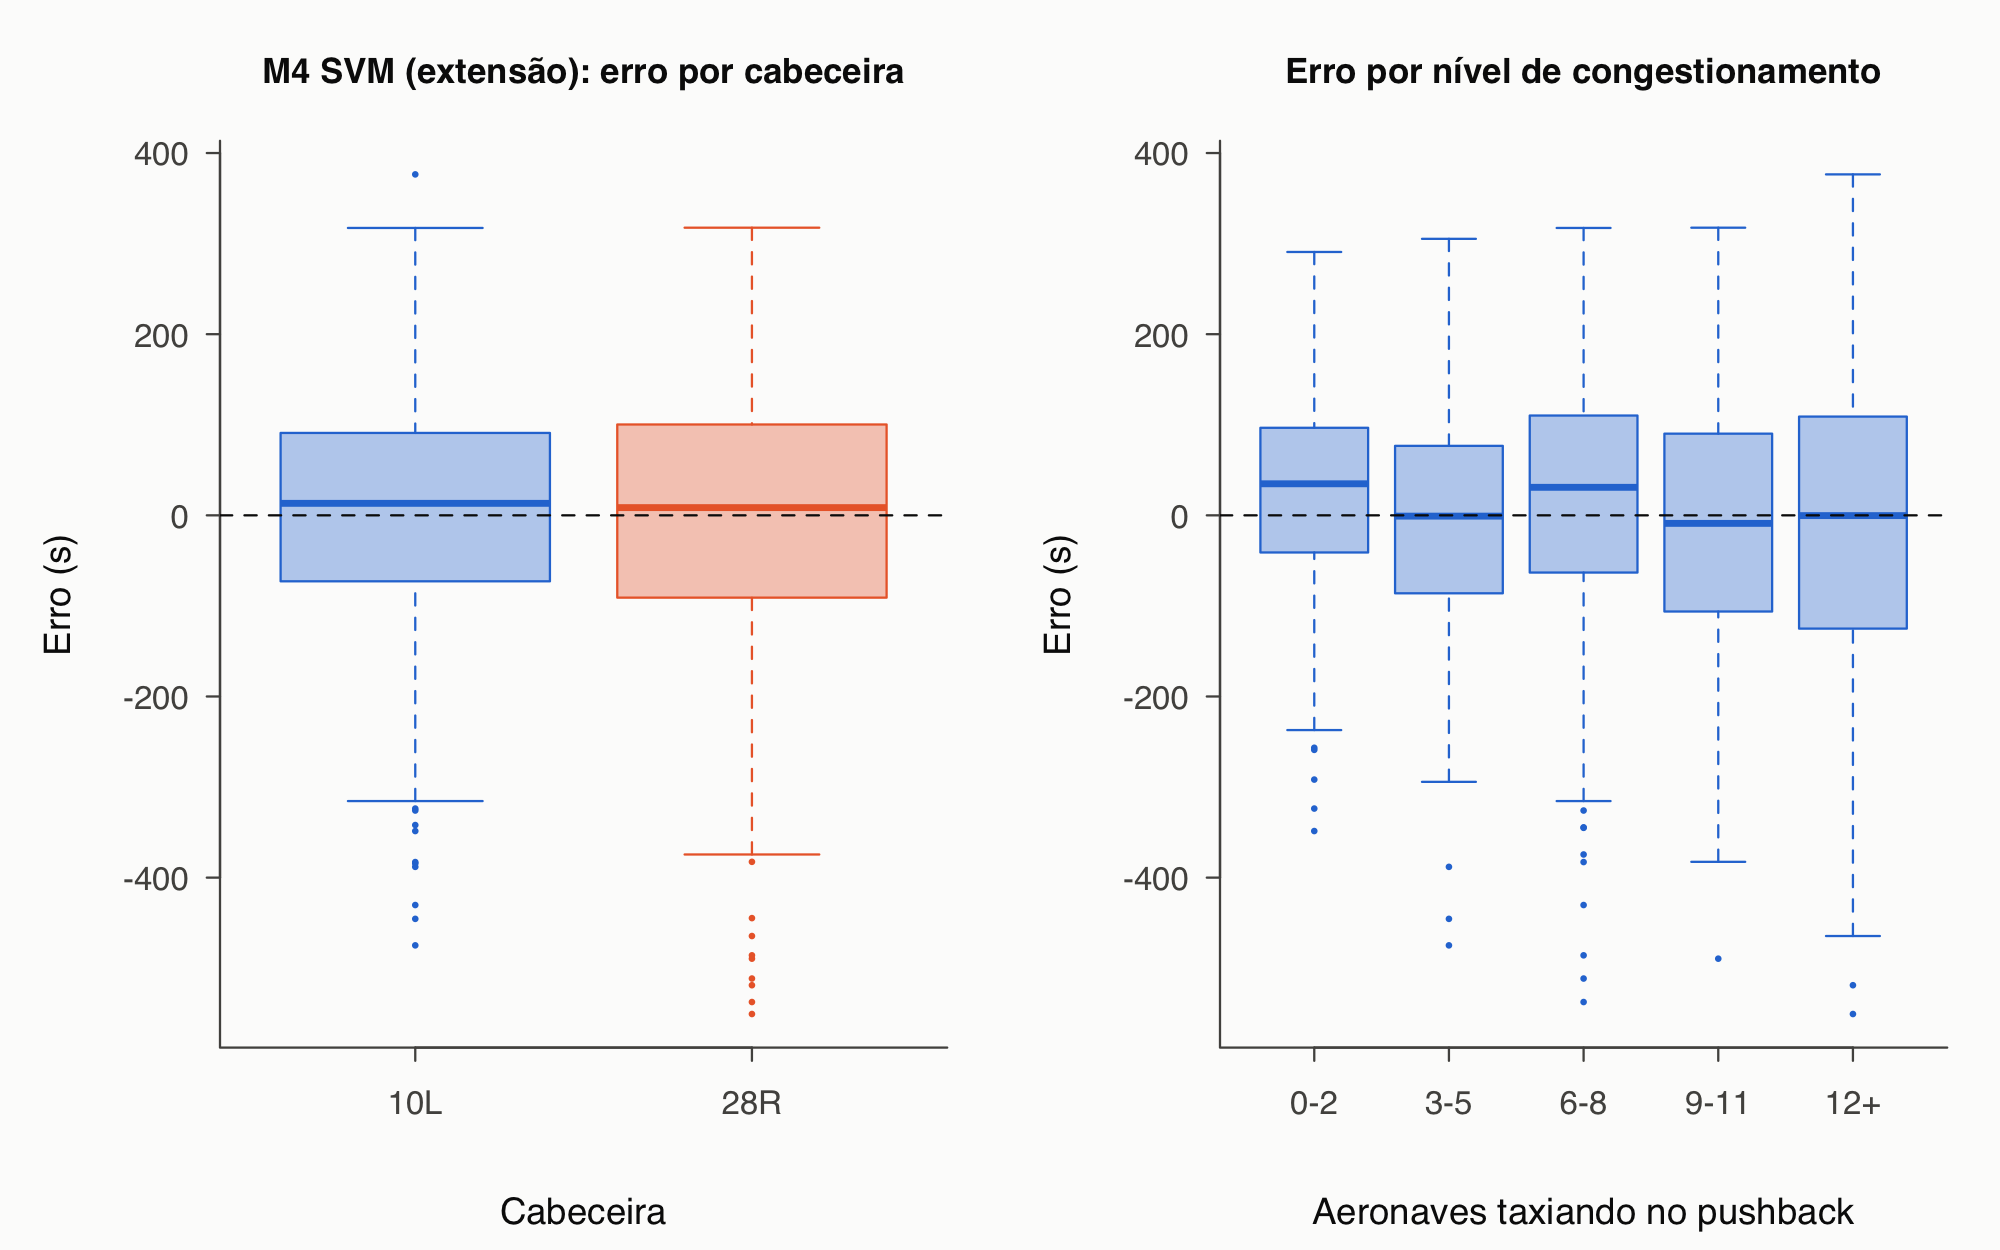 M4 SVM (extensão): erro por cabeceira
400
200
0
-200
-400
Erro (s)
10L
28R
Cabeceira
Erro por nível de congestionamento
400
200
0
-200
-400
Erro (s)
0-2
3-5
6-8
9-11
12+
Aeronaves taxiando no pushback